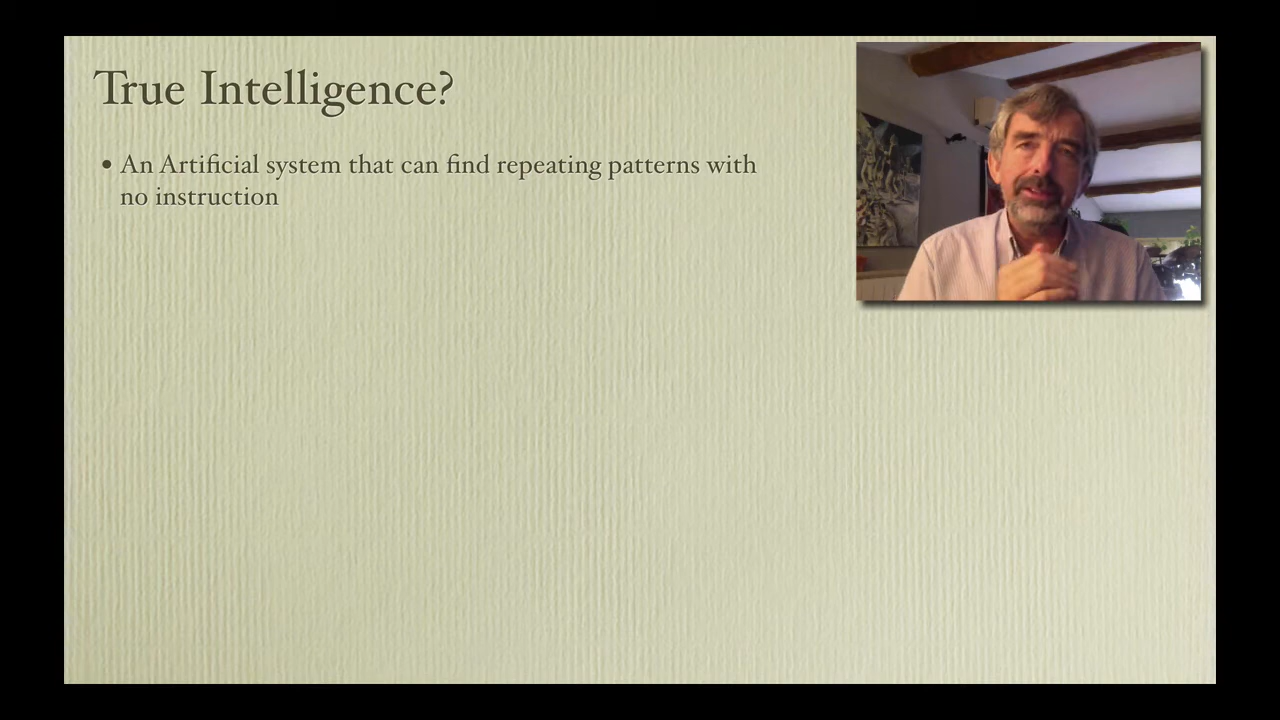 True Intelligence?
• An Artificial system that can find repeating patterns with
no instruction